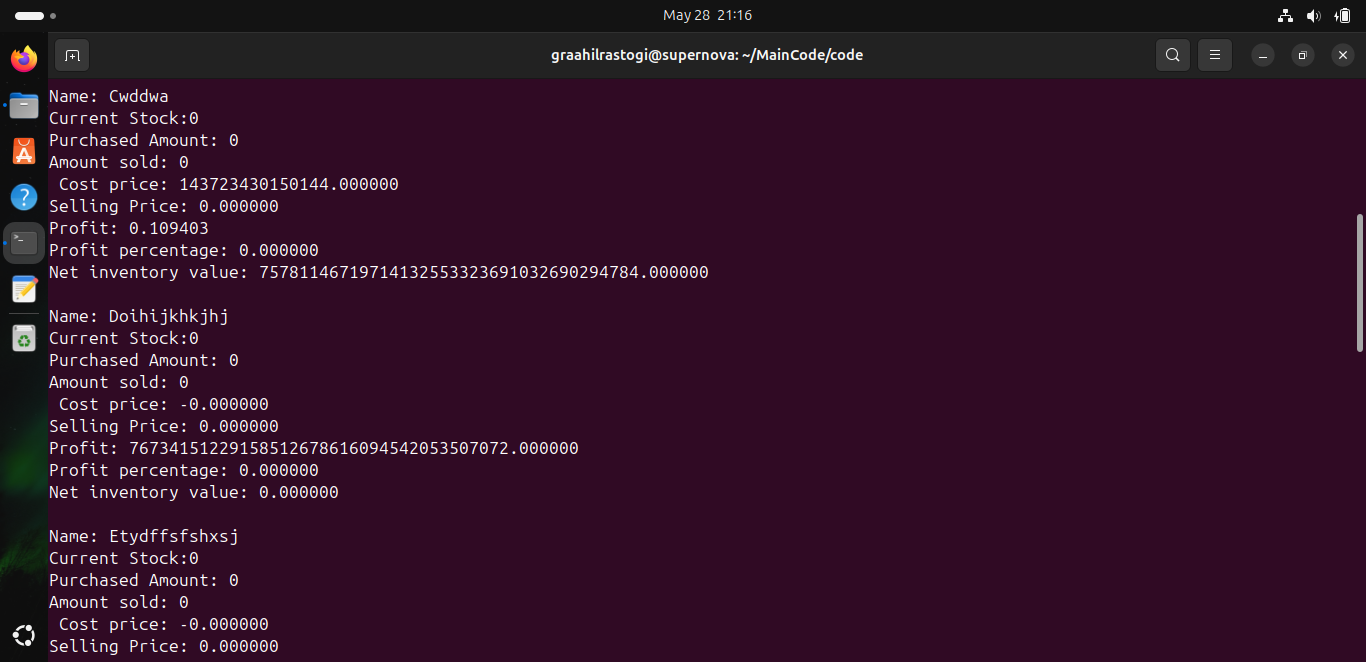 May 28 21:16
graahilrastogi@supernova: ~/MainCode/code
Name: Cwddwa
Current Stock:0
Purchased Amount: 0
Amount sold: 0
 Cost price: 143723430150144.000000
Selling Price: 0.000000
Profit: 0.109403
Profit percentage: 0.000000
Net inventory value: 757811467197141325533236910326902947​84.000000
Name: Doihijkhkjhj
Current Stock:0
Purchased Amount: 0
Amount sold: 0
 Cost price: -0.000000
Selling Price: 0.000000
Profit: 767341512291585126786160945420535070​72.000000
Profit percentage: 0.000000
Net inventory value: 0.000000
Name: Etydffsfshxsj
Current Stock:0
Purchased Amount: 0
Amount sold: 0
 Cost price: -0.000000
Selling Price: 0.000000